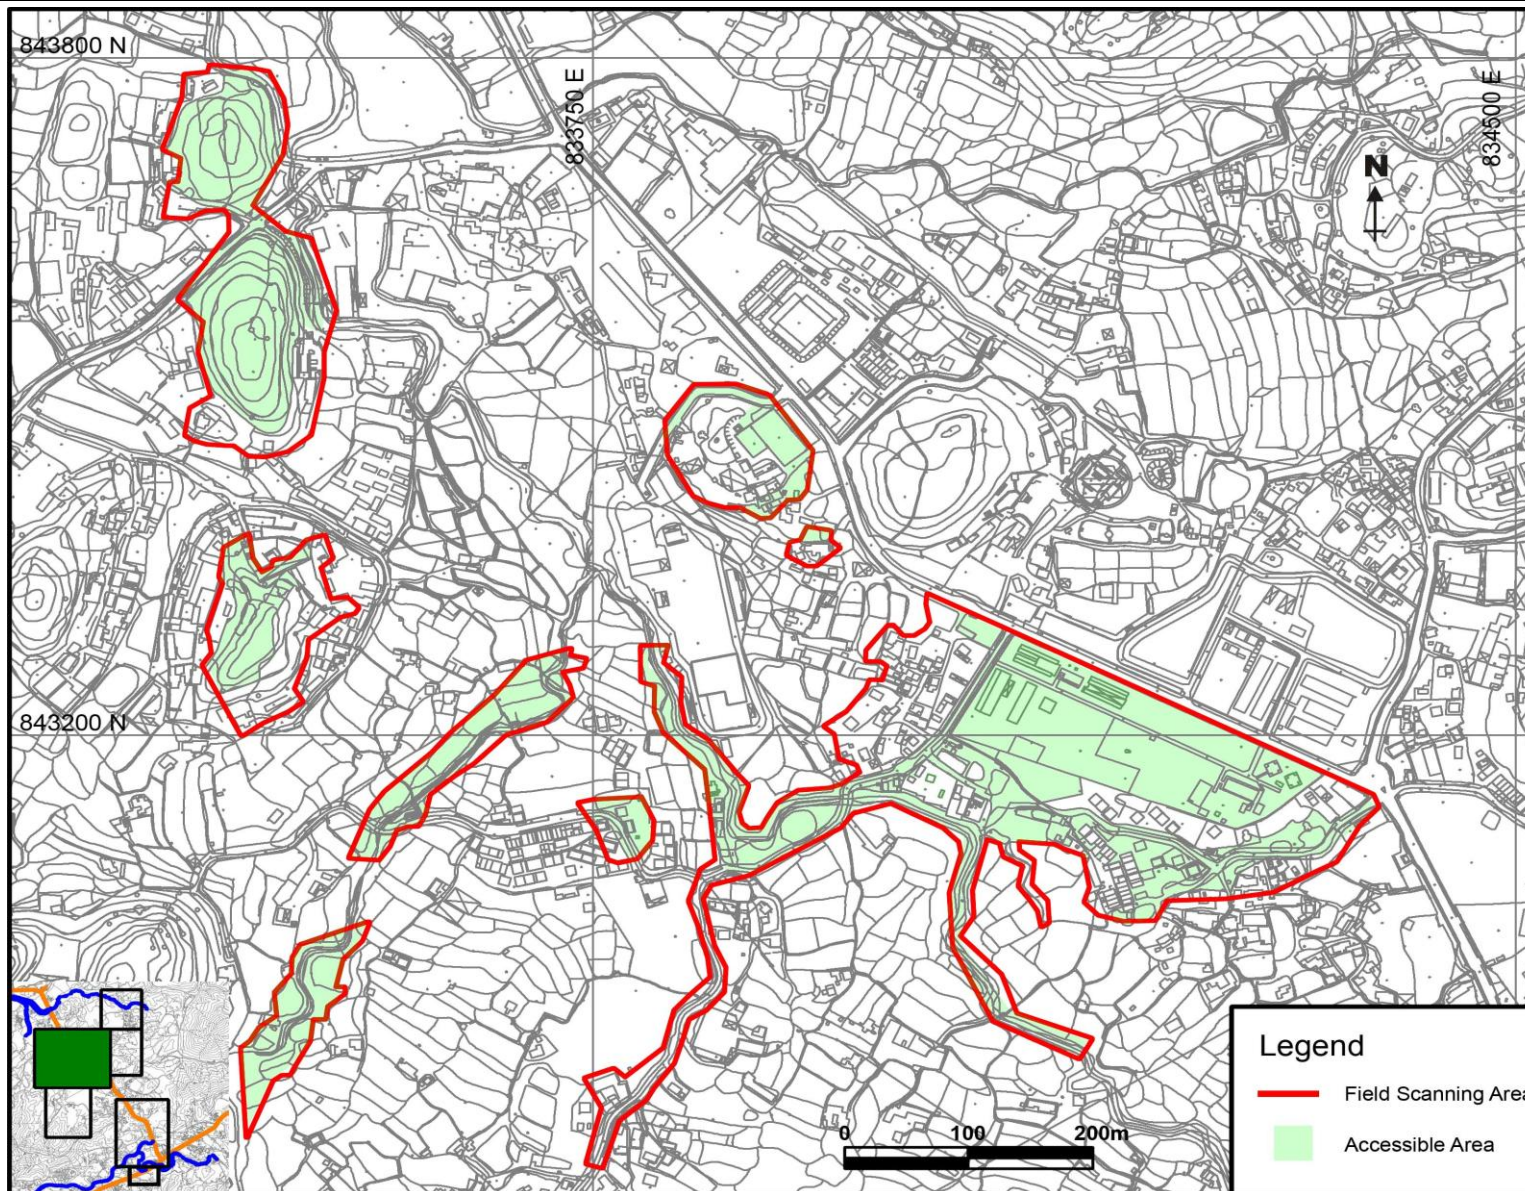 843800 N
833750 E
834500 E
N
843200 N
Legend
Field Scanning Area
Accessible Area
0 100 200m